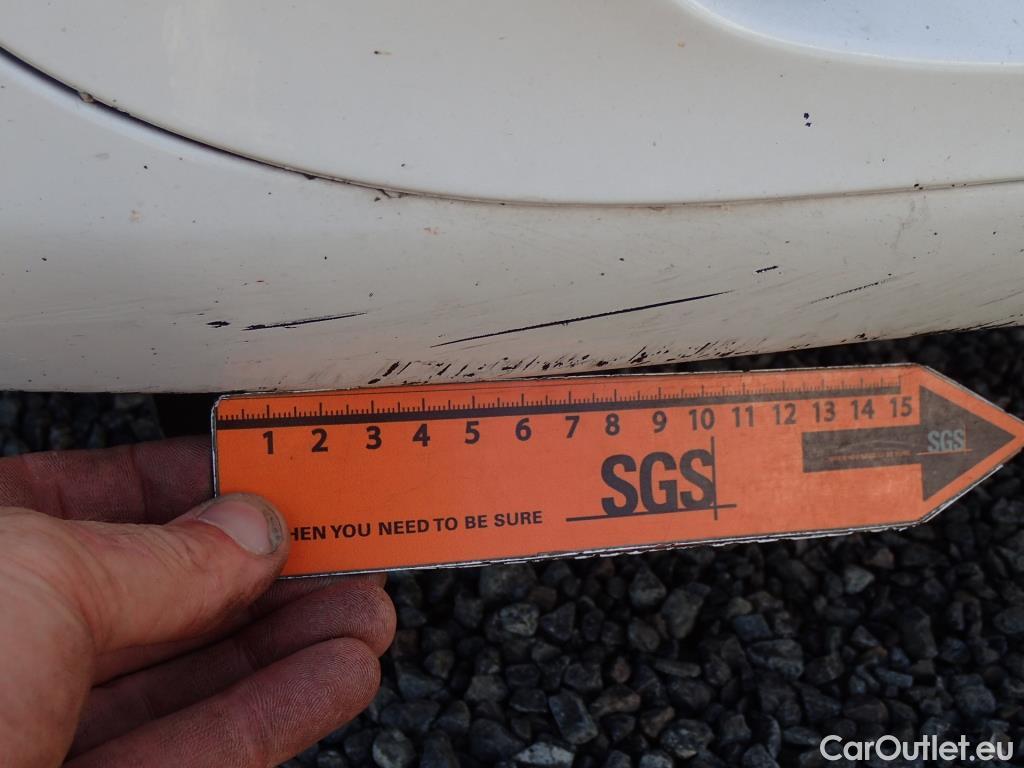 1 2 3 4 5 6 7 8 9 10 11 12 13 14 15
SGS
SGS
HEN YOU NEED TO BE SURE
CarOutlet.eu